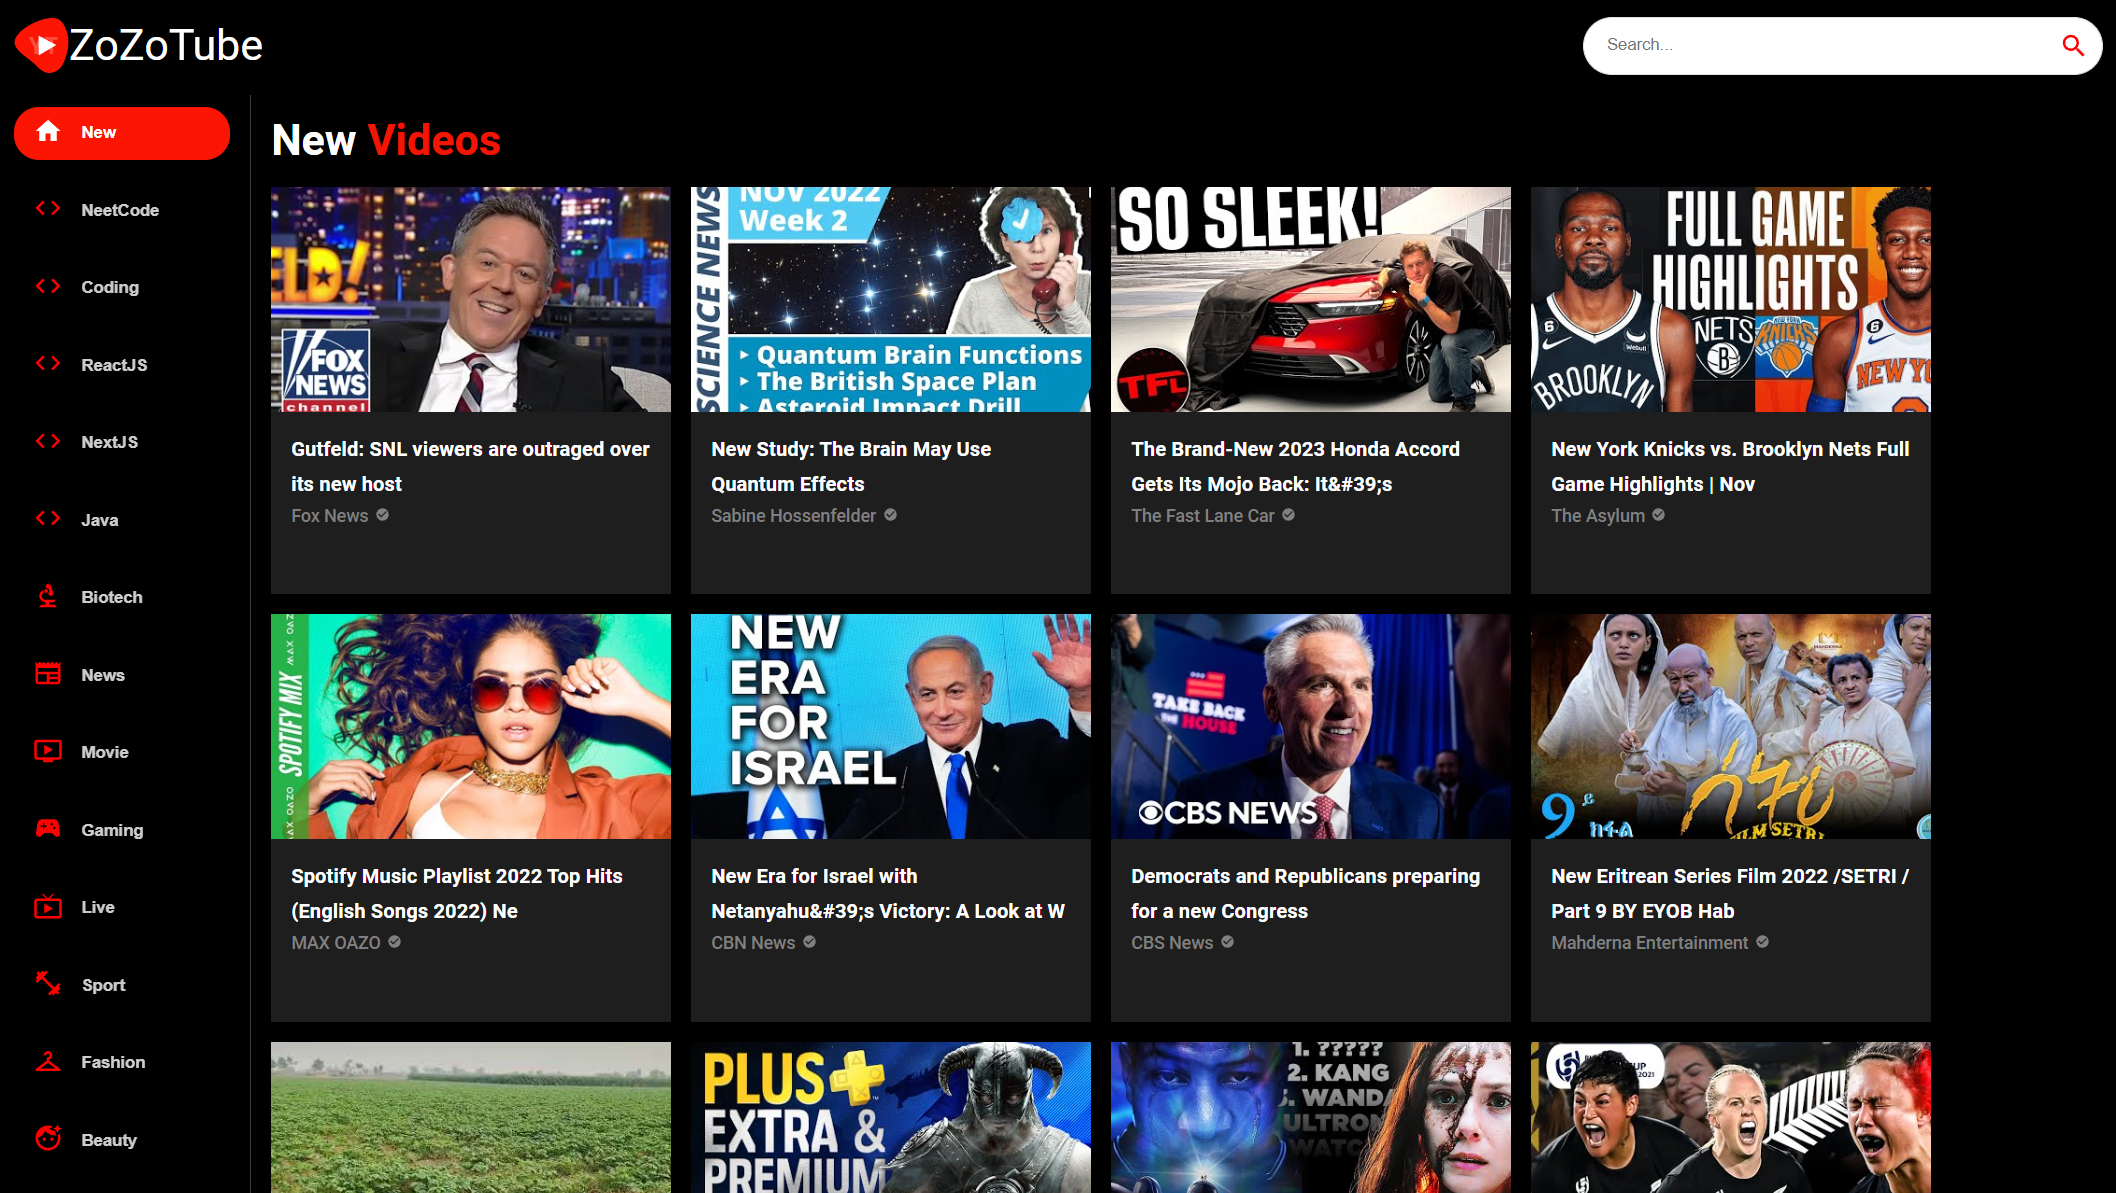 ZoZoTube
Search...
New
NeetCode
Coding
ReactJS
NextJS
Java
Biotech
News
Movie
Gaming
Live
Sport
Fashion
Beauty
New Videos
FOX
NEWS
channel
Gutfeld: SNL viewers are outraged over
its new host
Fox News
SCIENCE NEWS
NOV 2022
Week 2
Quantum Brain Functions
The British Space Plan
Asteroid Impact Drill
New Study: The Brain May Use
Quantum Effects
Sabine Hossenfelder
SO SLEEK!
TFL
The Brand-New 2023 Honda Accord
Gets Its Mojo Back: It&#39;s
The Fast Lane Car
FULL GAME
HIGHLIGHTS
NETS
KNICKS
6
Webull
BROOKLYN
6
NEW YO
New York Knicks vs. Brooklyn Nets Full
Game Highlights | Nov
The Asylum
SPOTIFY MIX
Spotify Music Playlist 2022 Top Hits
(English Songs 2022) Ne
MAX OAZO
NEW
ERA
FOR
ISRAEL
New Era for Israel with
Netanyahu&#39;s Victory: A Look at W
CBN News
TAKE BACK
THE HOUSE
CBS NEWS
Democrats and Republicans preparing
for a new Congress
CBS News
9ይ ክፋል
FILM SETRI
New Eritrean Series Film 2022 /SETRI /
Part 9 BY EYOB Hab
Mahderna Entertainment
PLUS
EXTRA &
PREMIUM
1. ?????
2. KANG
WANDA
ULTRON
WATC